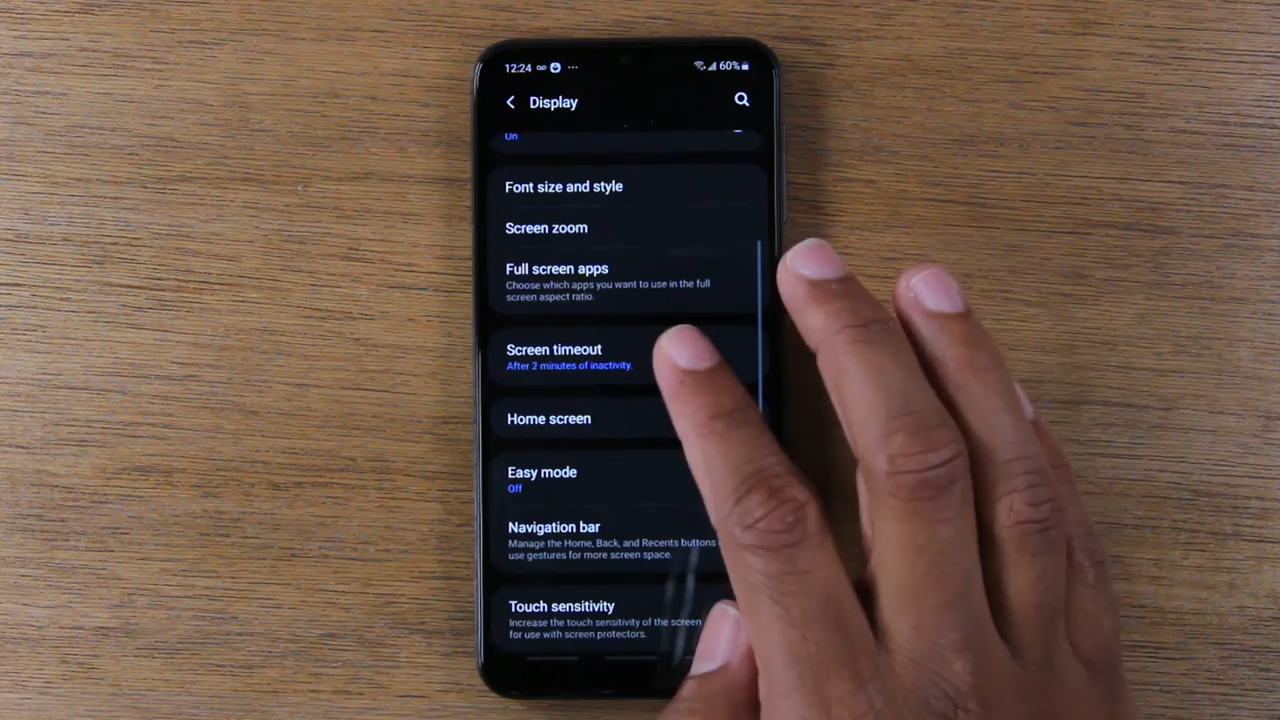 12:24 ... 60%
Display
On
Font size and style
Screen zoom
Full screen apps
Choose which apps you want to use in the full
screen aspect ratio.
Screen timeout
After 2 minutes of inactivity.
Home screen
Easy mode
Off
Navigation bar
Manage the Home, Back, and Recents buttons
use gestures for more screen space.
Touch sensitivity
Increase the touch sensitivity of the screen
for use with screen protectors.